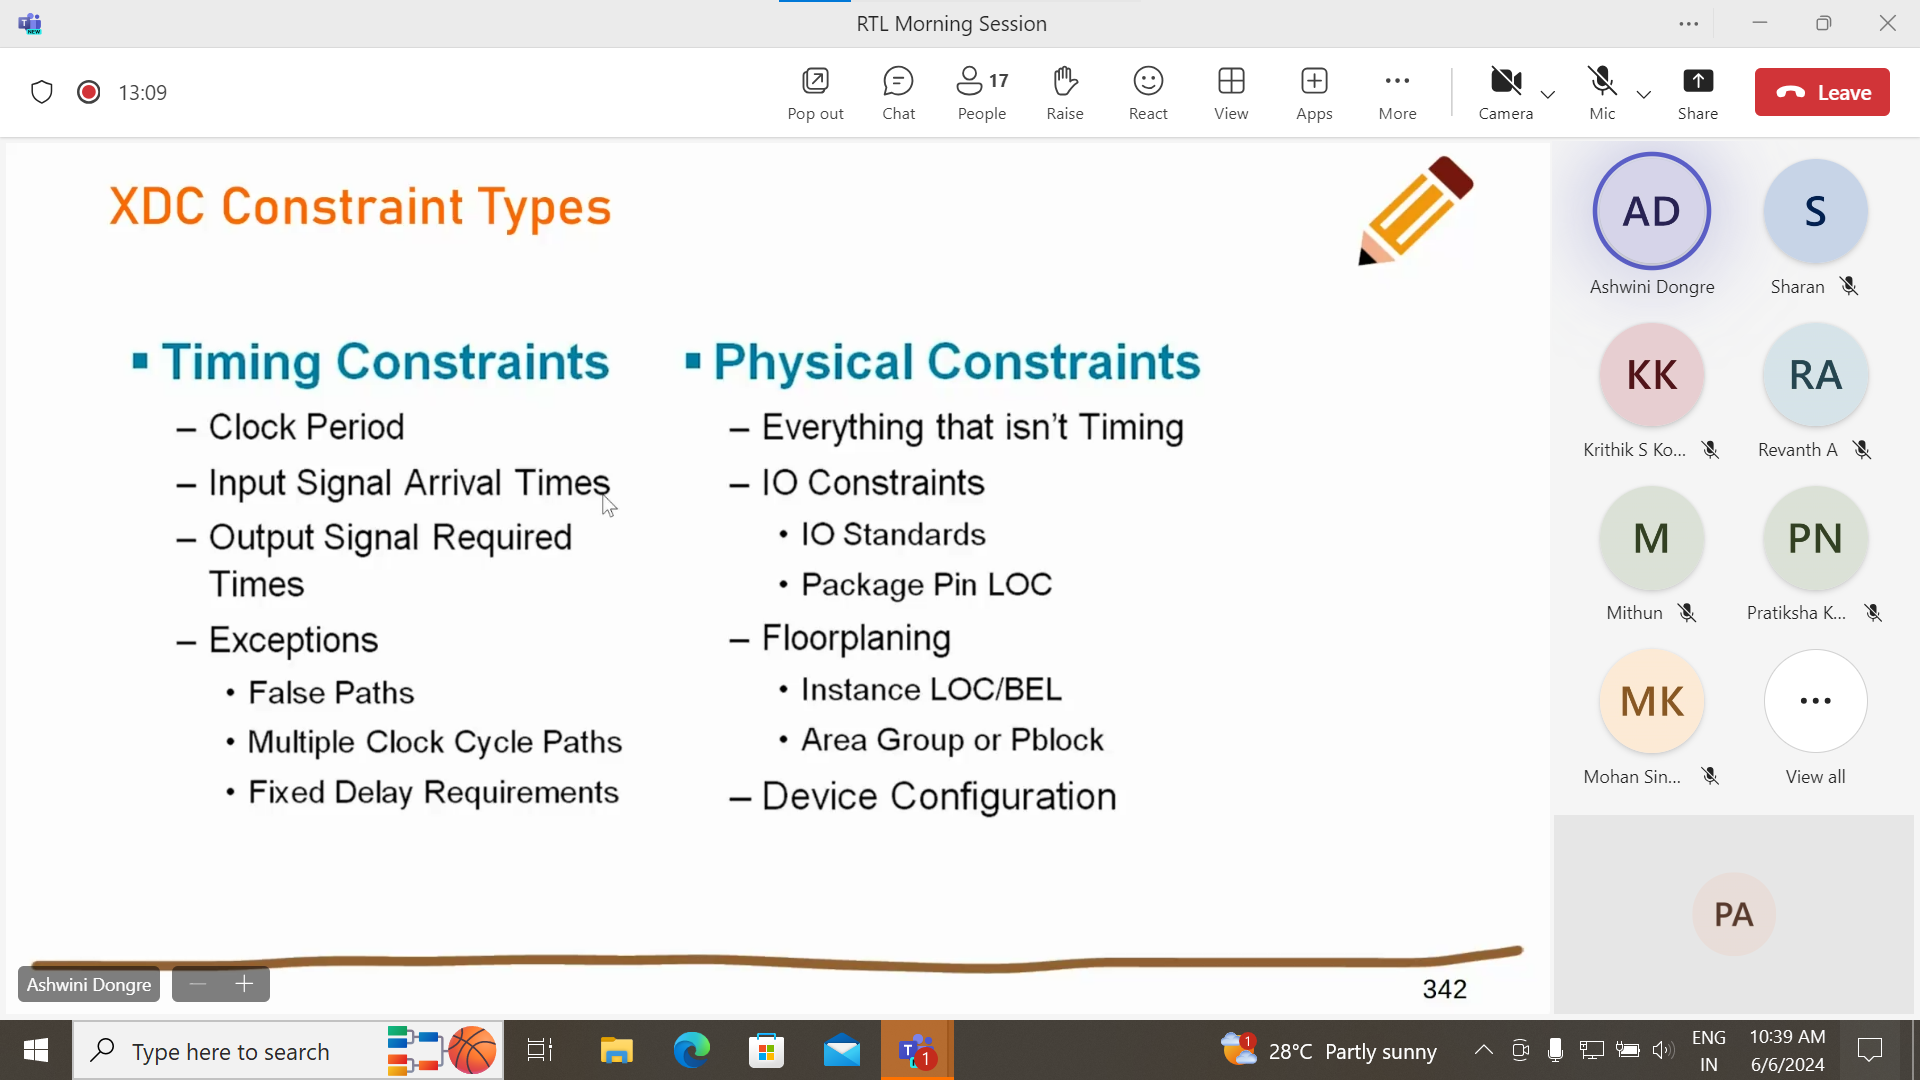 NEW
RTL Morning Session
13:09
Pop out
Chat
17
People
Raise
React
View
Apps
More
Camera
Mic
Share
Leave
XDC Constraint Types
▪ Timing Constraints
– Clock Period
– Input Signal Arrival Times
– Output Signal Required
Times
– Exceptions
• False Paths
• Multiple Clock Cycle Paths
• Fixed Delay Requirements
▪ Physical Constraints
– Everything that isn't Timing
– IO Constraints
• IO Standards
• Package Pin LOC
– Floorplaning
• Instance LOC/BEL
• Area Group or Pblock
– Device Configuration
342
Ashwini Dongre
AD
Ashwini Dongre
S
Sharan
KK
Krithik S Ko...
RA
Revanth A
M
Mithun
PN
Pratiksha K...
MK
Mohan Sin...
View all
PA
Type here to search
T
1
1
28°C Partly sunny
ENG
IN
10:39 AM
6/6/2024